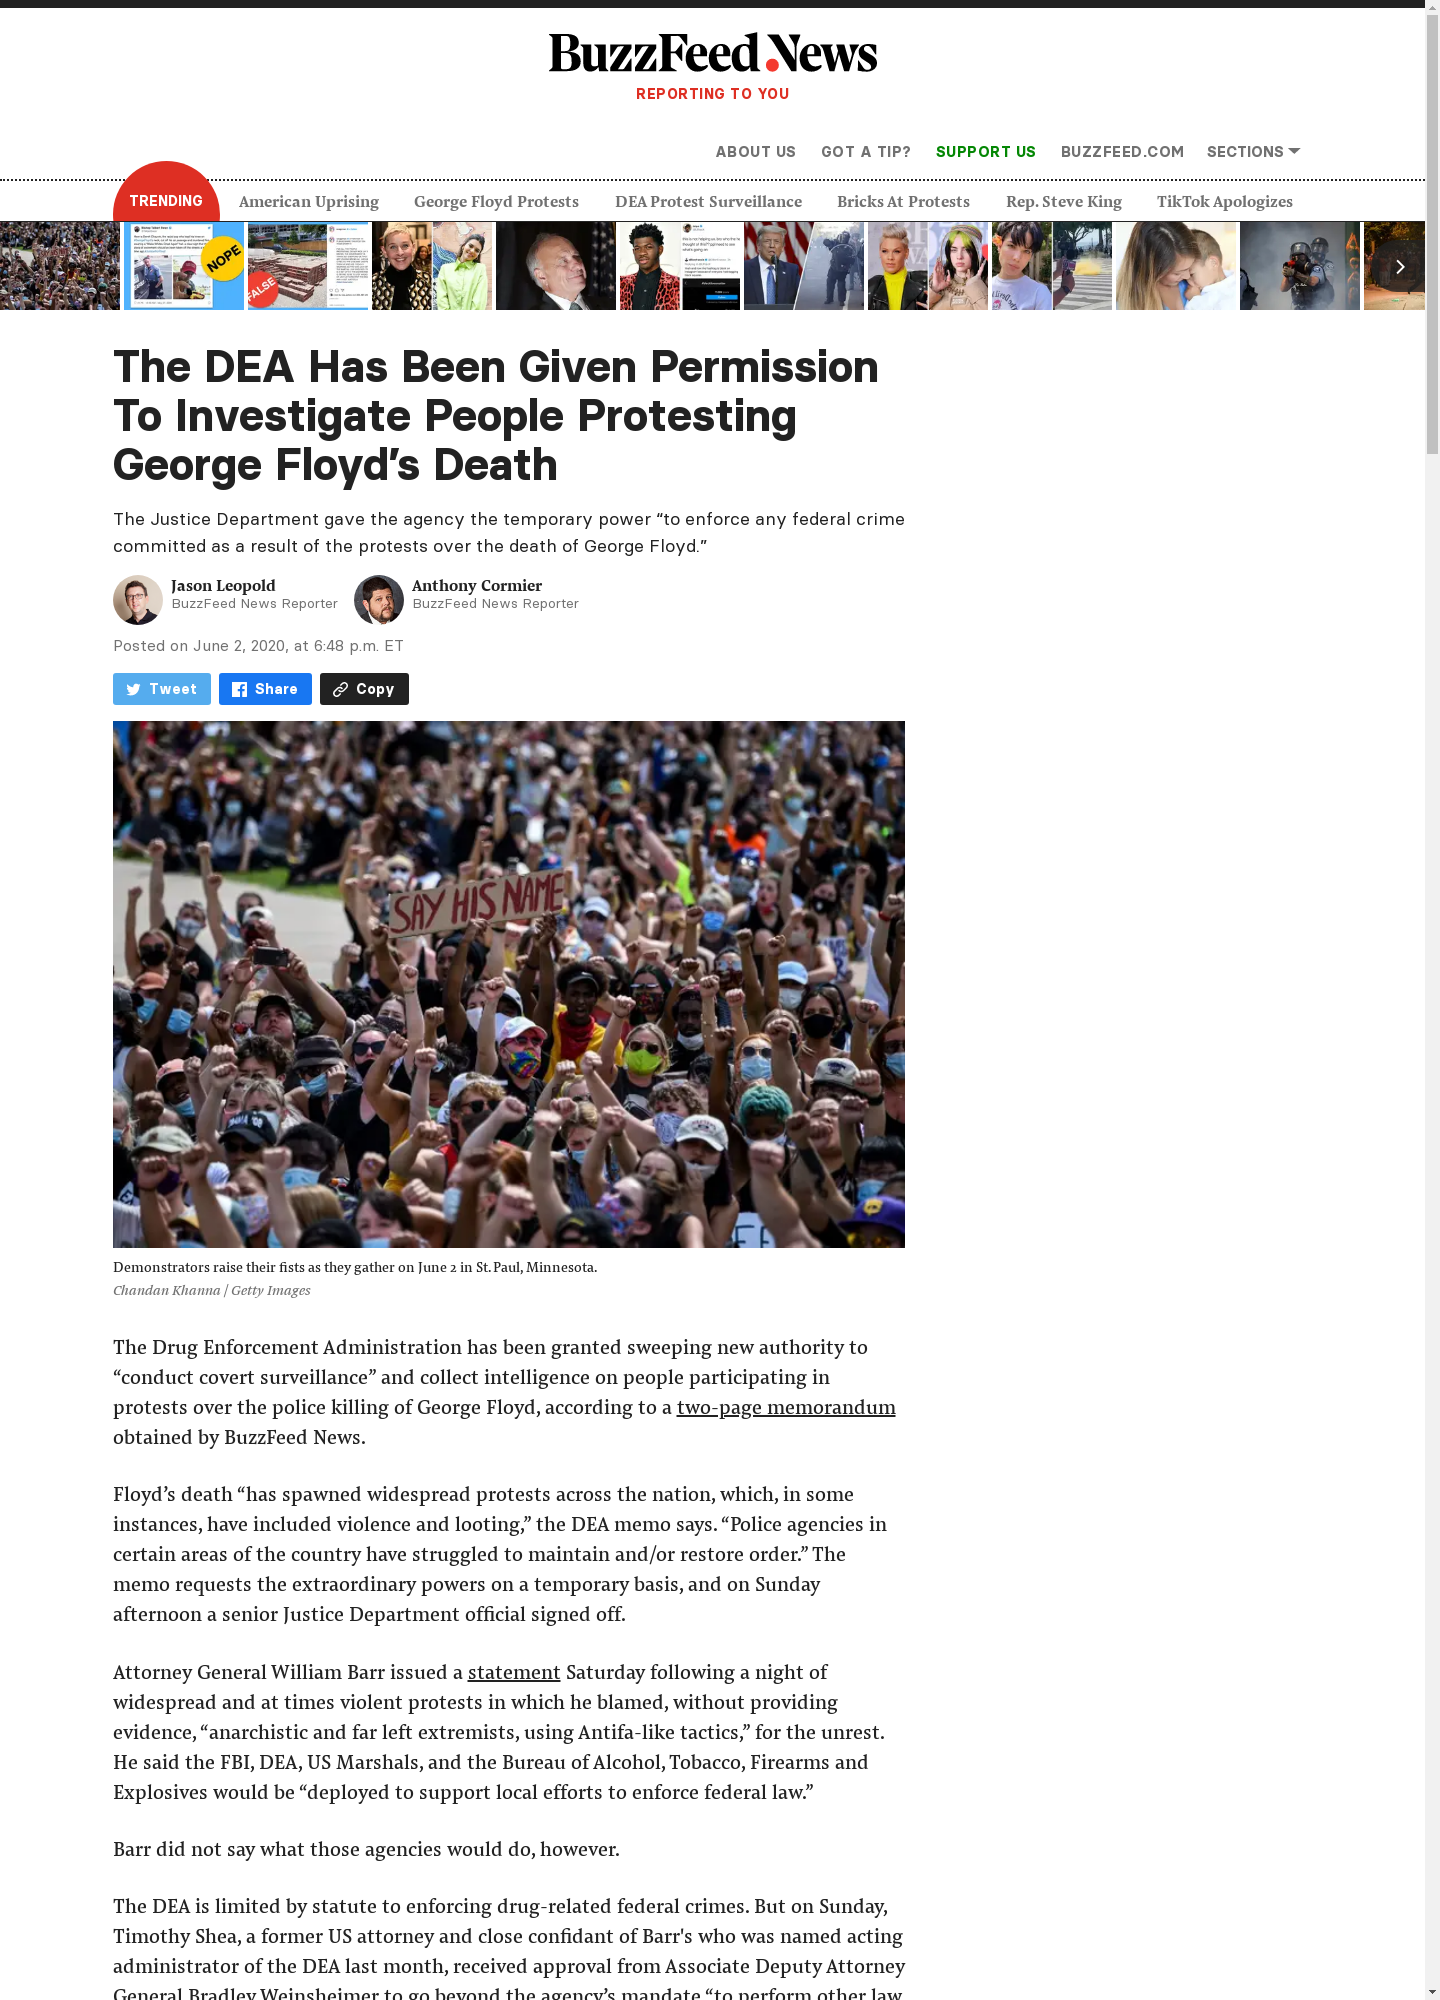 BuzzFeed News
REPORTING TO YOU
ABOUT US GOT A TIP? SUPPORT US BUZZFEED.COM SECTIONS
TRENDING American Uprising George Floyd Protests DEA Protest Surveillance Bricks At Protests Rep. Steve King TikTok Apologizes
NOPE
FALSE
The DEA Has Been Given Permission
To Investigate People Protesting
George Floyd’s Death
The Justice Department gave the agency the temporary power “to enforce any federal crime
committed as a result of the protests over the death of George Floyd.”
Jason Leopold
BuzzFeed News Reporter
Anthony Cormier
BuzzFeed News Reporter
Posted on June 2, 2020, at 6:48 p.m. ET
Tweet Share Copy
SAY HIS NAME
Demonstrators raise their fists as they gather on June 2 in St. Paul, Minnesota.
Chandan Khanna / Getty Images
The Drug Enforcement Administration has been granted sweeping new authority to
“conduct covert surveillance” and collect intelligence on people participating in
protests over the police killing of George Floyd, according to a two-page memorandum
obtained by BuzzFeed News.
Floyd’s death “has spawned widespread protests across the nation, which, in some
instances, have included violence and looting,” the DEA memo says. “Police agencies in
certain areas of the country have struggled to maintain and/or restore order.” The
memo requests the extraordinary powers on a temporary basis, and on Sunday
afternoon a senior Justice Department official signed off.
Attorney General William Barr issued a statement Saturday following a night of
widespread and at times violent protests in which he blamed, without providing
evidence, “anarchistic and far left extremists, using Antifa-like tactics,” for the unrest.
He said the FBI, DEA, US Marshals, and the Bureau of Alcohol, Tobacco, Firearms and
Explosives would be “deployed to support local efforts to enforce federal law.”
Barr did not say what those agencies would do, however.
The DEA is limited by statute to enforcing drug-related federal crimes. But on Sunday,
Timothy Shea, a former US attorney and close confidant of Barr's who was named acting
administrator of the DEA last month, received approval from Associate Deputy Attorney
General Bradley Weinsheimer to go beyond the agency’s mandate “to perform other law